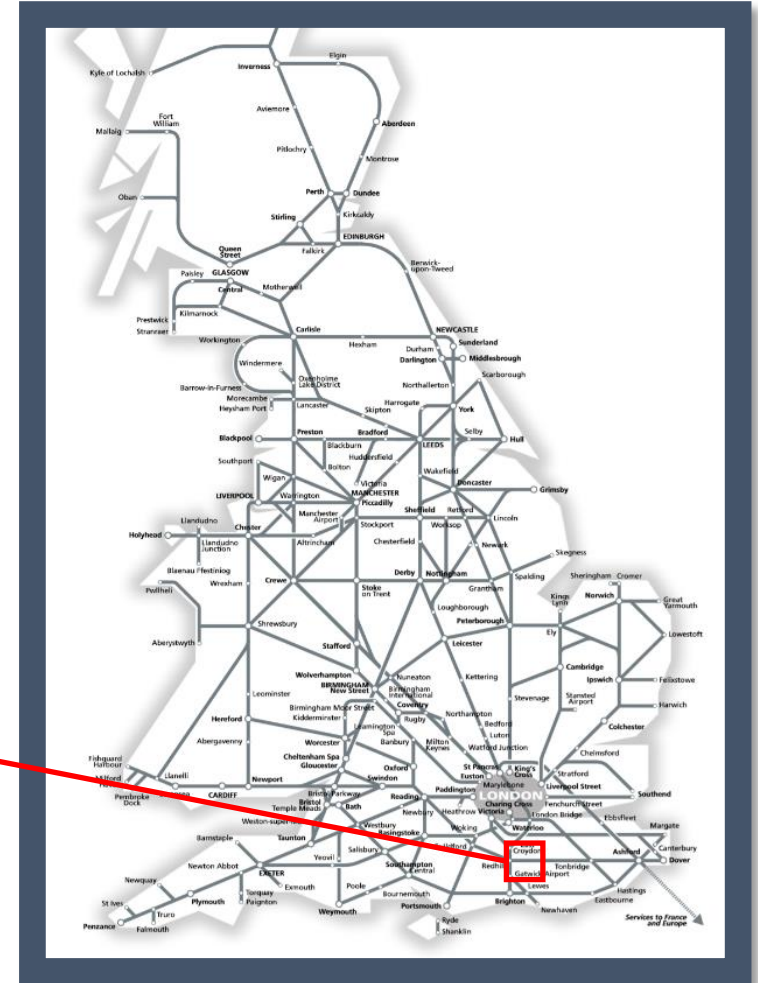 Elgin
Inverness
Kyle of Lochalsh
Aviemore
Fort
William
Mallaig
Aberdeen
Pitlochry
Montrose
Perth
Dundee
Oban
Stirling
Kirkcaldy
EDINBURGH
Queen
Street
Falkirk
Berwick-
upon-Tweed
Paisley
GLASGOW
Central
Motherwell
Prestwick
Kilmarnock
Stranraer
Carlisle
NEWCASTLE
Workington
Hexham
Durham
Sunderland
Darlington
Middlesbrough
Windermere
Scarborough
Oxenholme
Lake District
Northallerton
Barrow-in-Furness
Morecambe
Lancaster
Harrogate
Heysham Port
Skipton
York
Blackpool
Preston
Bradford
LEEDS
Selby
Hull
Blackburn
Huddersfield
Southport
Bolton
Wakefield
Wigan
Victoria
Doncaster
LIVERPOOL
Warrington
MANCHESTER
Piccadilly
Grimsby
Manchester
Airport
Sheffield
Retford
Llandudno
Stockport
Worksop
Lincoln
Holyhead
Chester
Llandudno
Junction
Altrincham
Chesterfield
Newark
Skegness
Blaenau Ffestiniog
Derby
Nottingham
Sheringham
Cromer
Pwllheli
Wrexham
Crewe
Stoke
on Trent
Grantham
Spalding
Kings
Lynn
Norwich
Great
Yarmouth
Loughborough
Peterborough
Shrewsbury
Ely
Lowestoft
Aberystwyth
Stafford
Leicester
Wolverhampton
Cambridge
BIRMINGHAM
New Street
Nuneaton
Kettering
Ipswich
Felixstowe
Birmingham
International
Leominster
Coventry
Stevenage
Stansted
Airport
Harwich
Birmingham Moor Street
Northampton
Hereford
Kidderminster
Rugby
Bedford
Colchester
Leamington
Spa
Abergavenny
Worcester
Banbury
Milton
Keynes
Luton
Watford Junction
Chelmsford
Cheltenham Spa
Gloucester
Oxford
St Pancras
King's
Cross
Fishguard
Harbour
Euston
Stratford
Milford
Llanelli
Newport
Swindon
Marylebone
Liverpool Street
Pembroke
Dock
CARDIFF
Bristol Parkway
Reading
Paddington
LONDON
Southend
Bristol
Temple Meads
Bath
Newbury
Heathrow
Victoria
Charing Cross
Fenchurch Street
London Bridge
Ebbsfleet
Westbury
Basingstoke
Woking
Waterloo
Margate
Barnstaple
Taunton
Salisbury
Croydon
Canterbury
Newton Abbot
Yeovil
Southampton
Central
Redhill
Tonbridge
Ashford
Dover
Newquay
EXETER
Gatwick Airport
Exmouth
Poole
Lewes
Hastings
St Ives
Plymouth
Torquay
Paignton
Bournemouth
Brighton
Eastbourne
Truro
Weymouth
Portsmouth
Newhaven
Penzance
Falmouth
Ryde
Shanklin
Services to France
and Europe